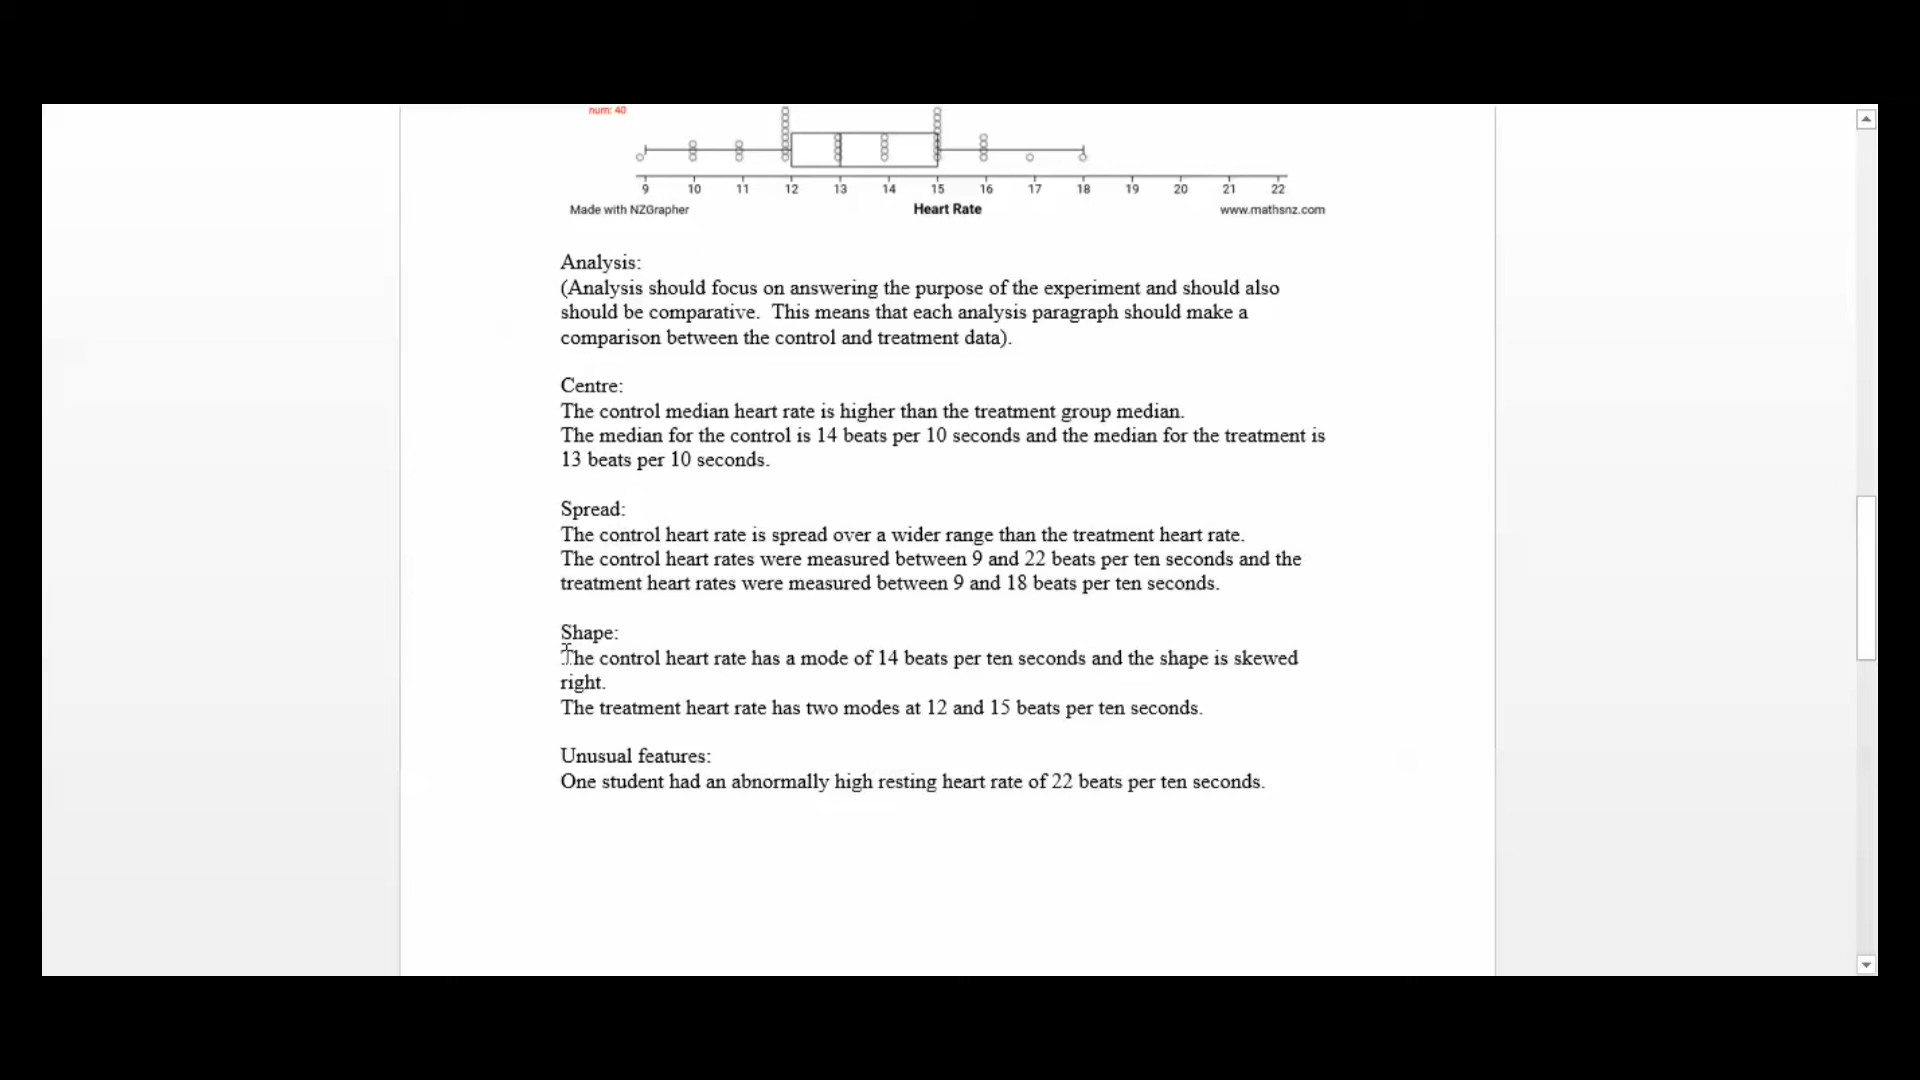 num: 40
9 10 11 12 13 14 15 16 17 18 19 20 21 22
Made with NZGrapher Heart Rate www.mathsnz.com
Analysis:
(Analysis should focus on answering the purpose of the experiment and should also
should be comparative. This means that each analysis paragraph should make a
comparison between the control and treatment data).
Centre:
The control median heart rate is higher than the treatment group median.
The median for the control is 14 beats per 10 seconds and the median for the treatment is
13 beats per 10 seconds.
Spread:
The control heart rate is spread over a wider range than the treatment heart rate.
The control heart rates were measured between 9 and 22 beats per ten seconds and the
treatment heart rates were measured between 9 and 18 beats per ten seconds.
Shape:
The control heart rate has a mode of 14 beats per ten seconds and the shape is skewed
right.
The treatment heart rate has two modes at 12 and 15 beats per ten seconds.
Unusual features:
One student had an abnormally high resting heart rate of 22 beats per ten seconds.